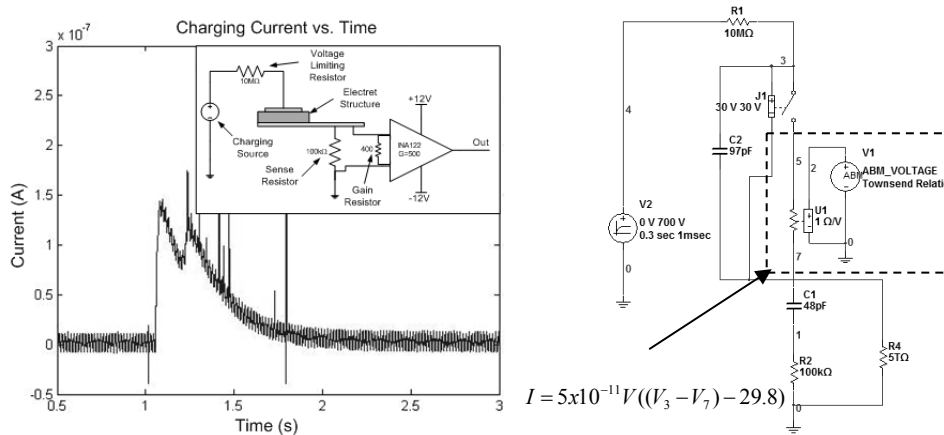 Charging Current vs. Time
x 10⁻⁷
3
2.5
2
1.5
1
0.5
0
-0.5
0.5
1
1.5
2
2.5
3
Current (A)
Time (s)
Voltage
Limiting
Resistor
10MΩ
Electret
Structure
Charging
Source
100kΩ
Sense
Resistor
400
Gain
Resistor
+12V
INA122
G=500
-12V
Out
R1
10MΩ
3
4
J1
30 V 30 V
C2
97pF
5
2
V1
ABM
ABM_VOLTAGE
Townsend Relati
U1
1 Ω/V
0
7
V2
0 V 700 V
0.3 sec 1msec
0
C1
48pF
1
R2
100kΩ
R4
5TΩ
0
I = 5x10⁻¹¹V((V₃ − V₇) − 29.8)